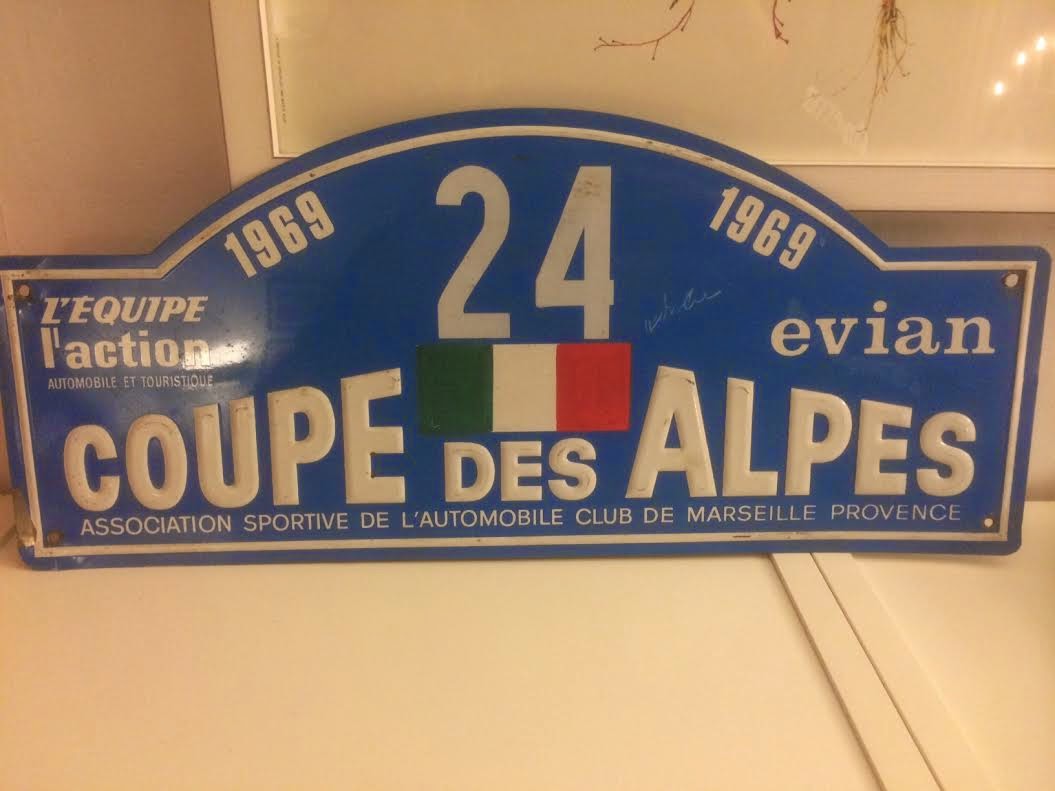 1969
24
1969
L'ÉQUIPE
l'action
AUTOMOBILE ET TOURISTIQUE
evian
COUPE DES ALPES
ASSOCIATION SPORTIVE DE L'AUTOMOBILE CLUB DE MARSEILLE PROVENCE